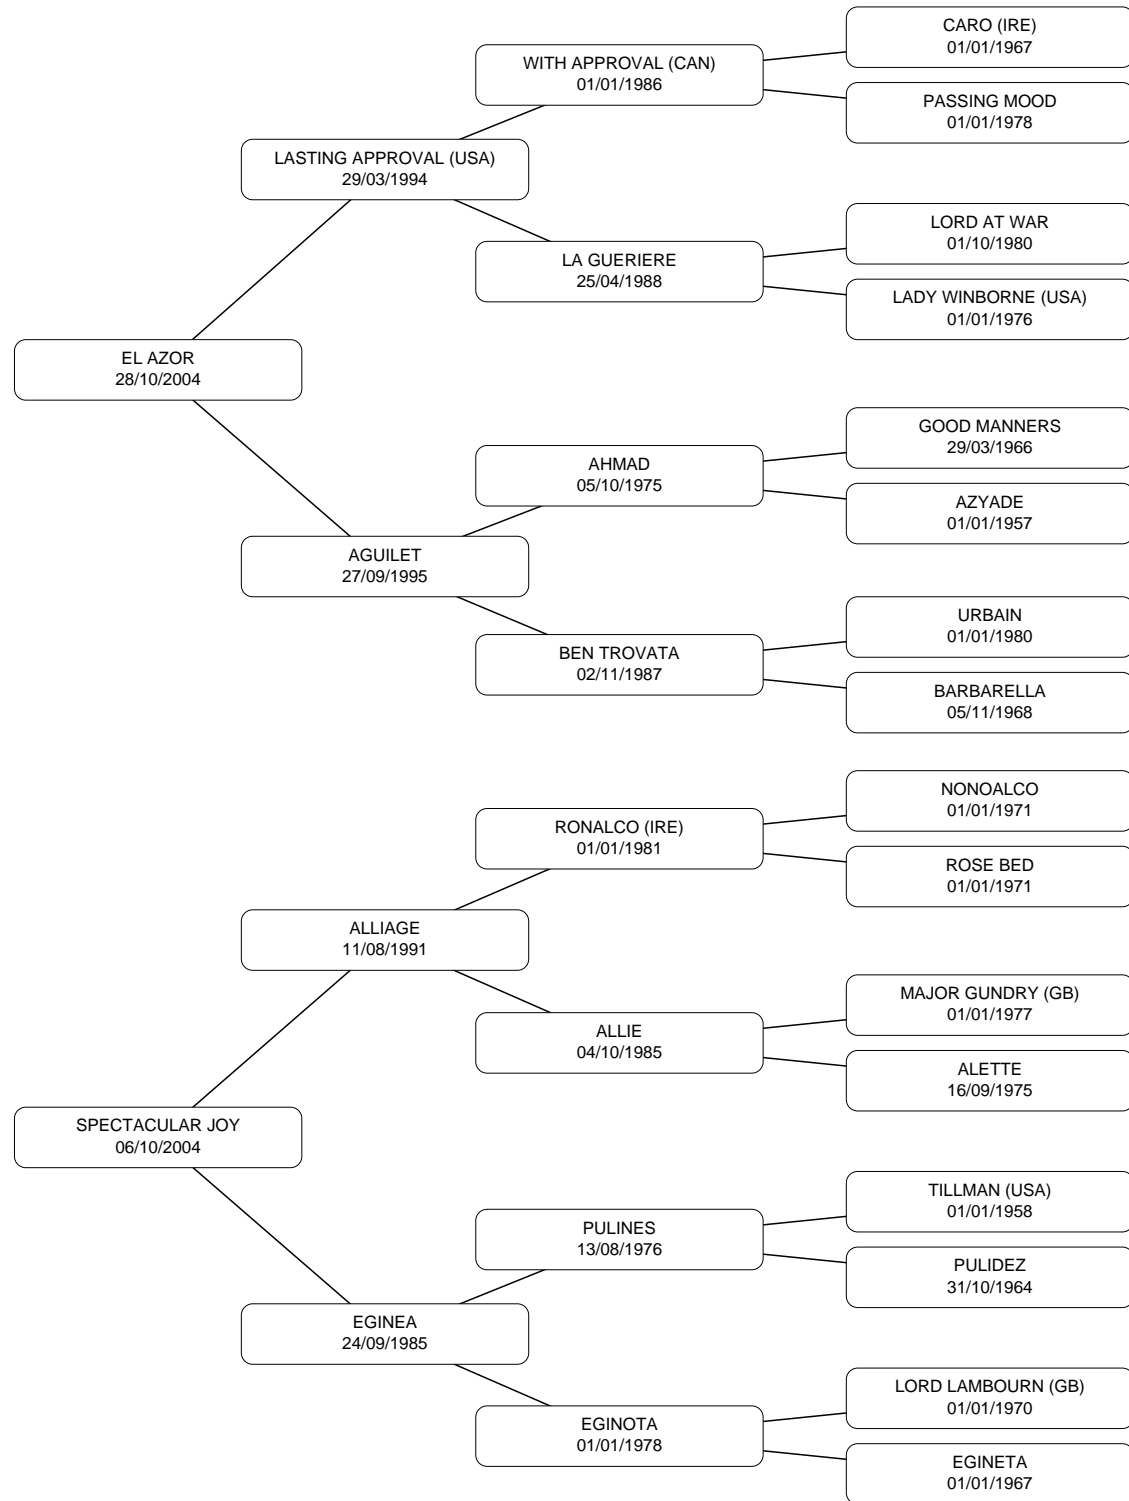 CARO (IRE)
01/01/1967
WITH APPROVAL (CAN)
01/01/1986
PASSING MOOD
01/01/1978
LASTING APPROVAL (USA)
29/03/1994
LORD AT WAR
01/10/1980
LA GUERIERE
25/04/1988
LADY WINBORNE (USA)
01/01/1976
EL AZOR
28/10/2004
GOOD MANNERS
29/03/1966
AHMAD
05/10/1975
AZYADE
01/01/1957
AGUILET
27/09/1995
URBAIN
01/01/1980
BEN TROVATA
02/11/1987
BARBARELLA
05/11/1968
NONOALCO
01/01/1971
RONALCO (IRE)
01/01/1981
ROSE BED
01/01/1971
ALLIAGE
11/08/1991
MAJOR GUNDRY (GB)
01/01/1977
ALLIE
04/10/1985
ALETTE
16/09/1975
SPECTACULAR JOY
06/10/2004
TILLMAN (USA)
01/01/1958
PULINES
13/08/1976
PULIDEZ
31/10/1964
EGINEA
24/09/1985
LORD LAMBOURN (GB)
01/01/1970
EGINOTA
01/01/1978
EGINETA
01/01/1967